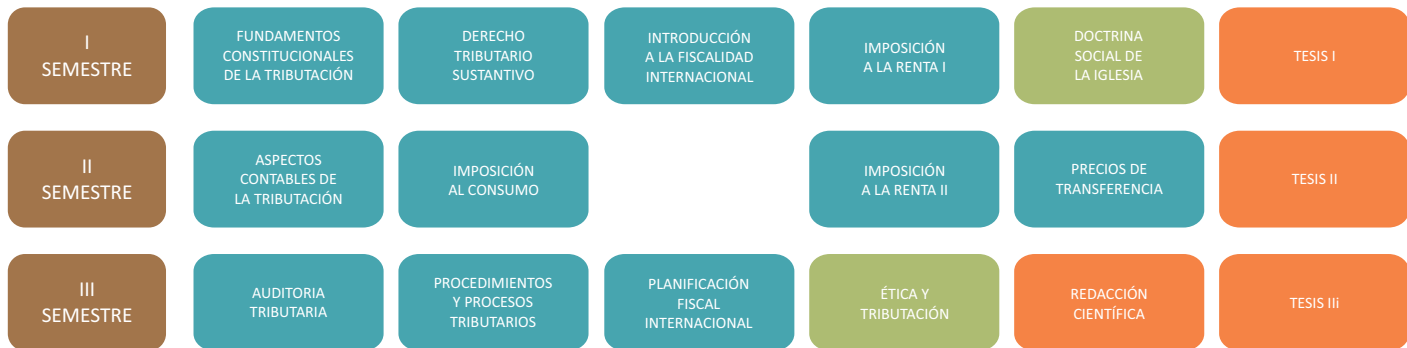 I
SEMESTRE
FUNDAMENTOS
CONSTITUCIONALES
DE LA TRIBUTACIÓN
DERECHO
TRIBUTARIO
SUSTANTIVO
INTRODUCCIÓN
A LA FISCALIDAD
INTERNACIONAL
IMPOSICIÓN
A LA RENTA I
DOCTRINA
SOCIAL DE
LA IGLESIA
TESIS I
II
SEMESTRE
ASPECTOS
CONTABLES DE
LA TRIBUTACIÓN
IMPOSICIÓN
AL CONSUMO
IMPOSICIÓN
A LA RENTA II
PRECIOS DE
TRANSFERENCIA
TESIS II
III
SEMESTRE
AUDITORIA
TRIBUTARIA
PROCEDIMIENTOS
Y PROCESOS
TRIBUTARIOS
PLANIFICACIÓN
FISCAL
INTERNACIONAL
ÉTICA Y
TRIBUTACIÓN
REDACCIÓN
CIENTÍFICA
TESIS IIi